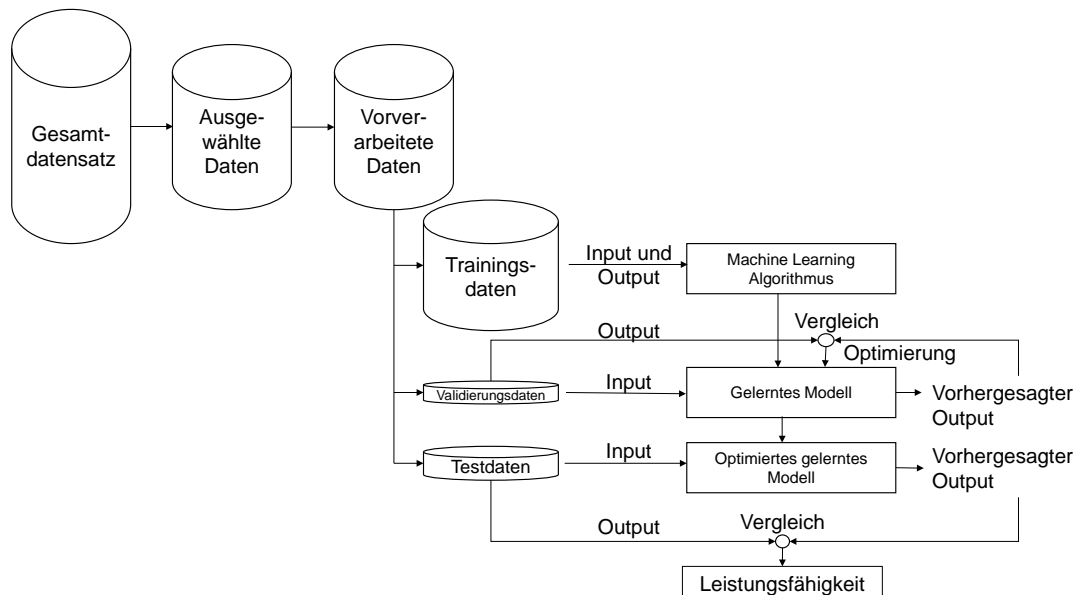 Gesamt-
datensatz
Ausge-
wählte
Daten
Vorver-
arbeitete
Daten
Trainings-
daten
Input und
Output
Machine Learning
Algorithmus
Output
Vergleich
Optimierung
Validierungsdaten
Input
Gelerntes Modell
Vorhergesagter
Output
Testdaten
Input
Optimiertes gelerntes
Modell
Vorhergesagter
Output
Output
Vergleich
Leistungsfähigkeit